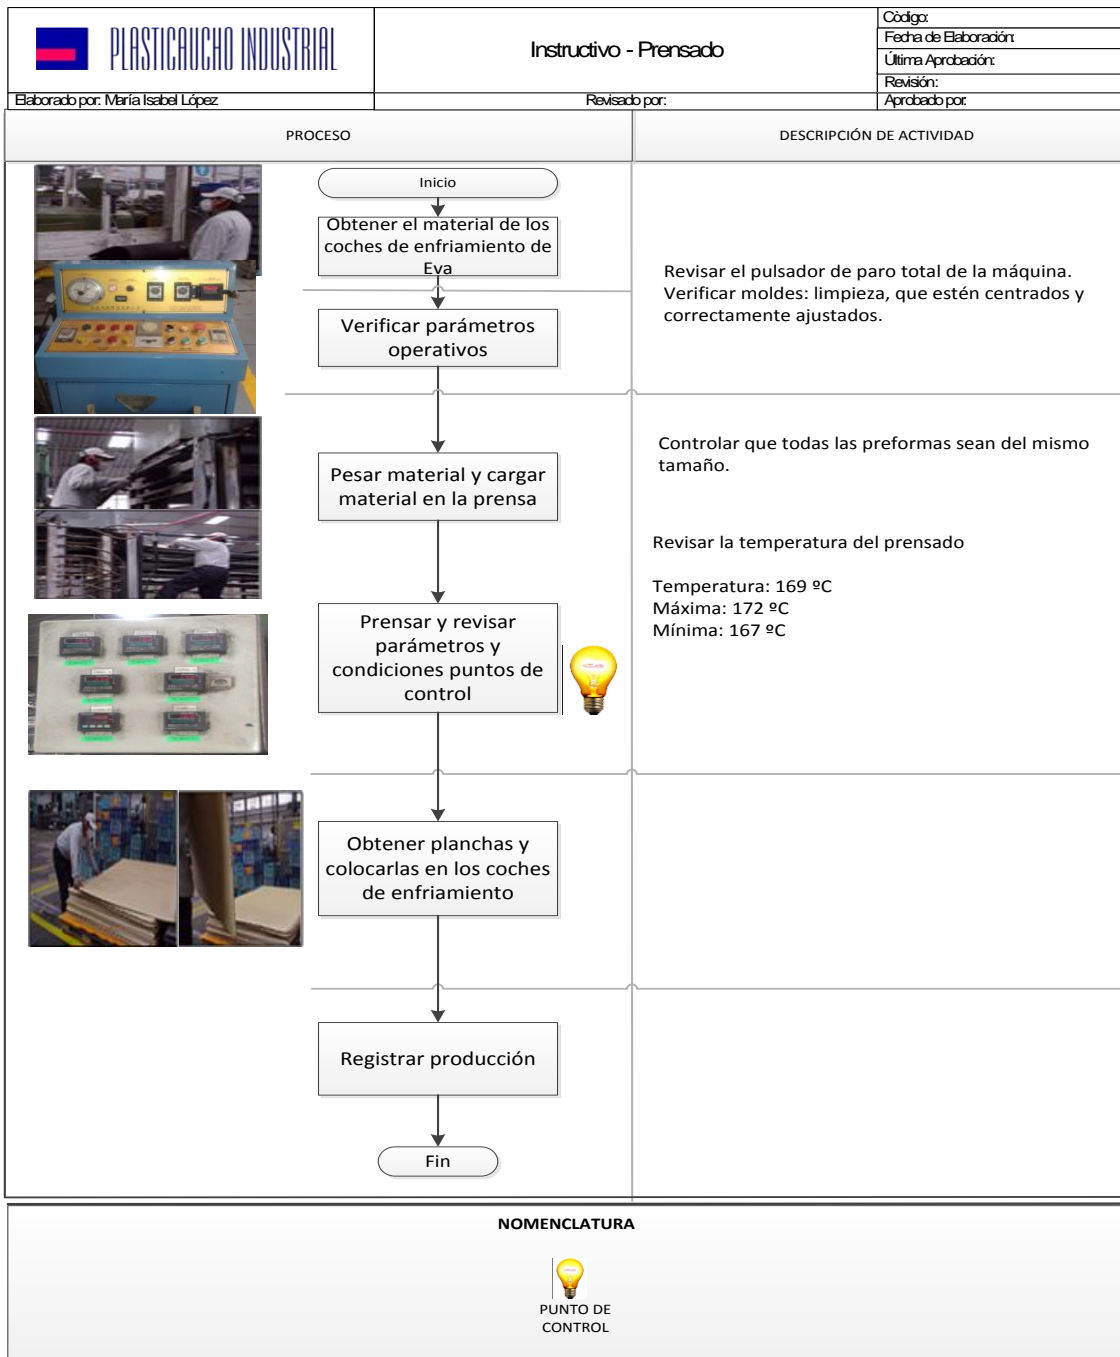 PLASTICAUCHO INDUSTRIAL
Instructivo - Prensado
Còdigo:
Fecha de Elaboración:
Última Aprobación:
Revisión:
Elaborado por: María Isabel López
Revisado por:
Aprobado por:
PROCESO
DESCRIPCIÓN DE ACTIVIDAD
Inicio
Obtener el material de los
coches de enfriamiento de
Eva
Verificar parámetros
operativos
Revisar el pulsador de paro total de la máquina.
Verificar moldes: limpieza, que estén centrados y
correctamente ajustados.
Pesar material y cargar
material en la prensa
Controlar que todas las preformas sean del mismo
tamaño.
Prensar y revisar
parámetros y
condiciones puntos de
control
Revisar la temperatura del prensado
Temperatura: 169 ºC
Máxima: 172 ºC
Mínima: 167 ºC
Obtener planchas y
colocarlas en los coches
de enfriamiento
Registrar producción
Fin
NOMENCLATURA
PUNTO DE
CONTROL